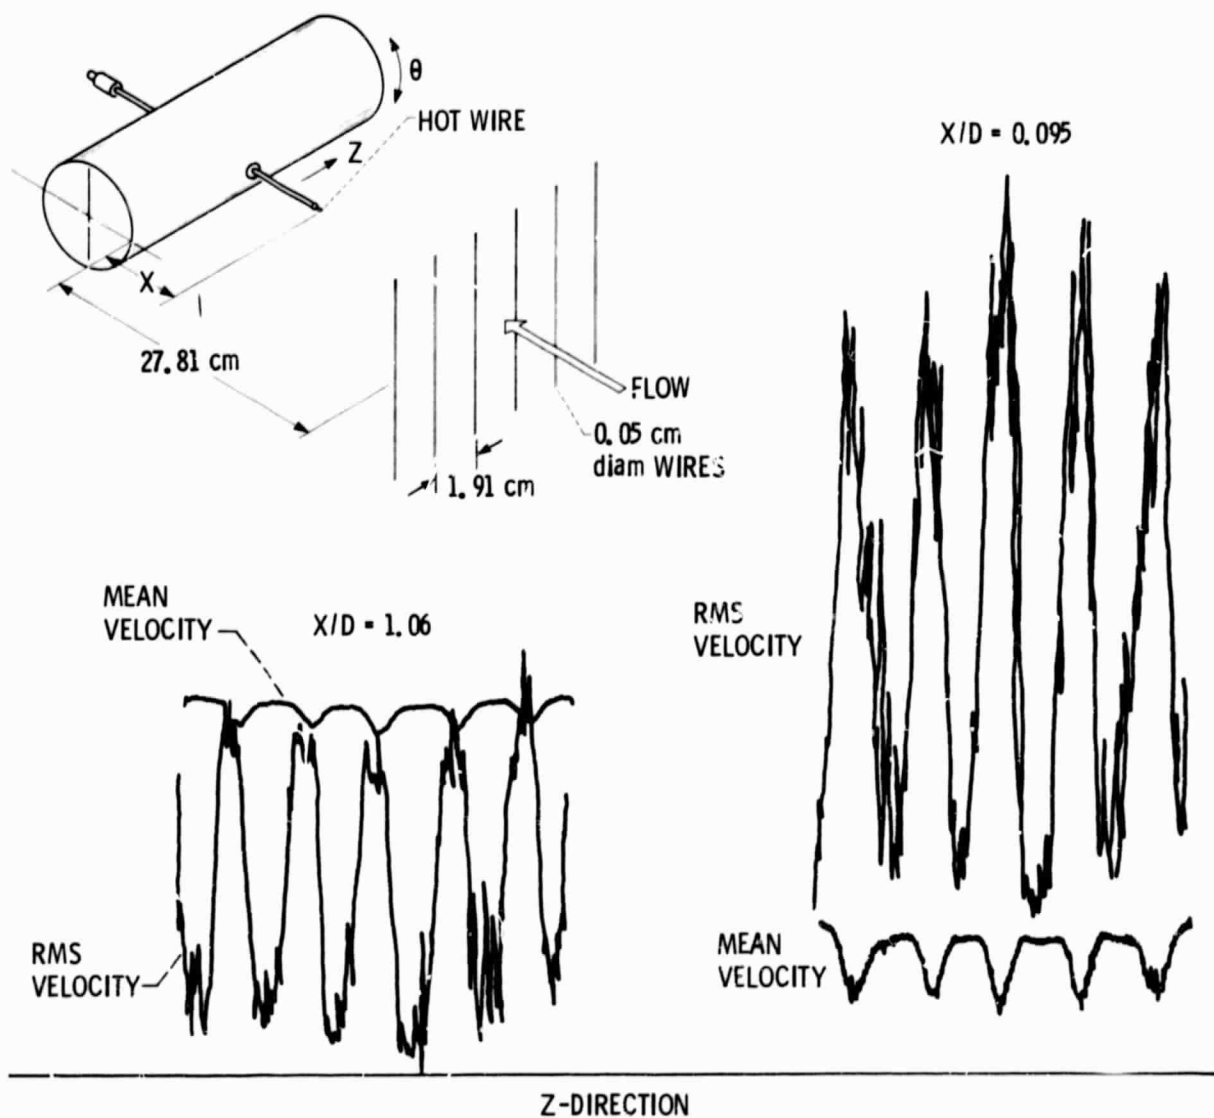 θ
HOT WIRE
Z
X/D = 0.095
X
27.81 cm
FLOW
0.05 cm
diam WIRES
1.91 cm
MEAN
VELOCITY
X/D = 1.06
RMS
VELOCITY
RMS
VELOCITY
MEAN
VELOCITY
Z-DIRECTION